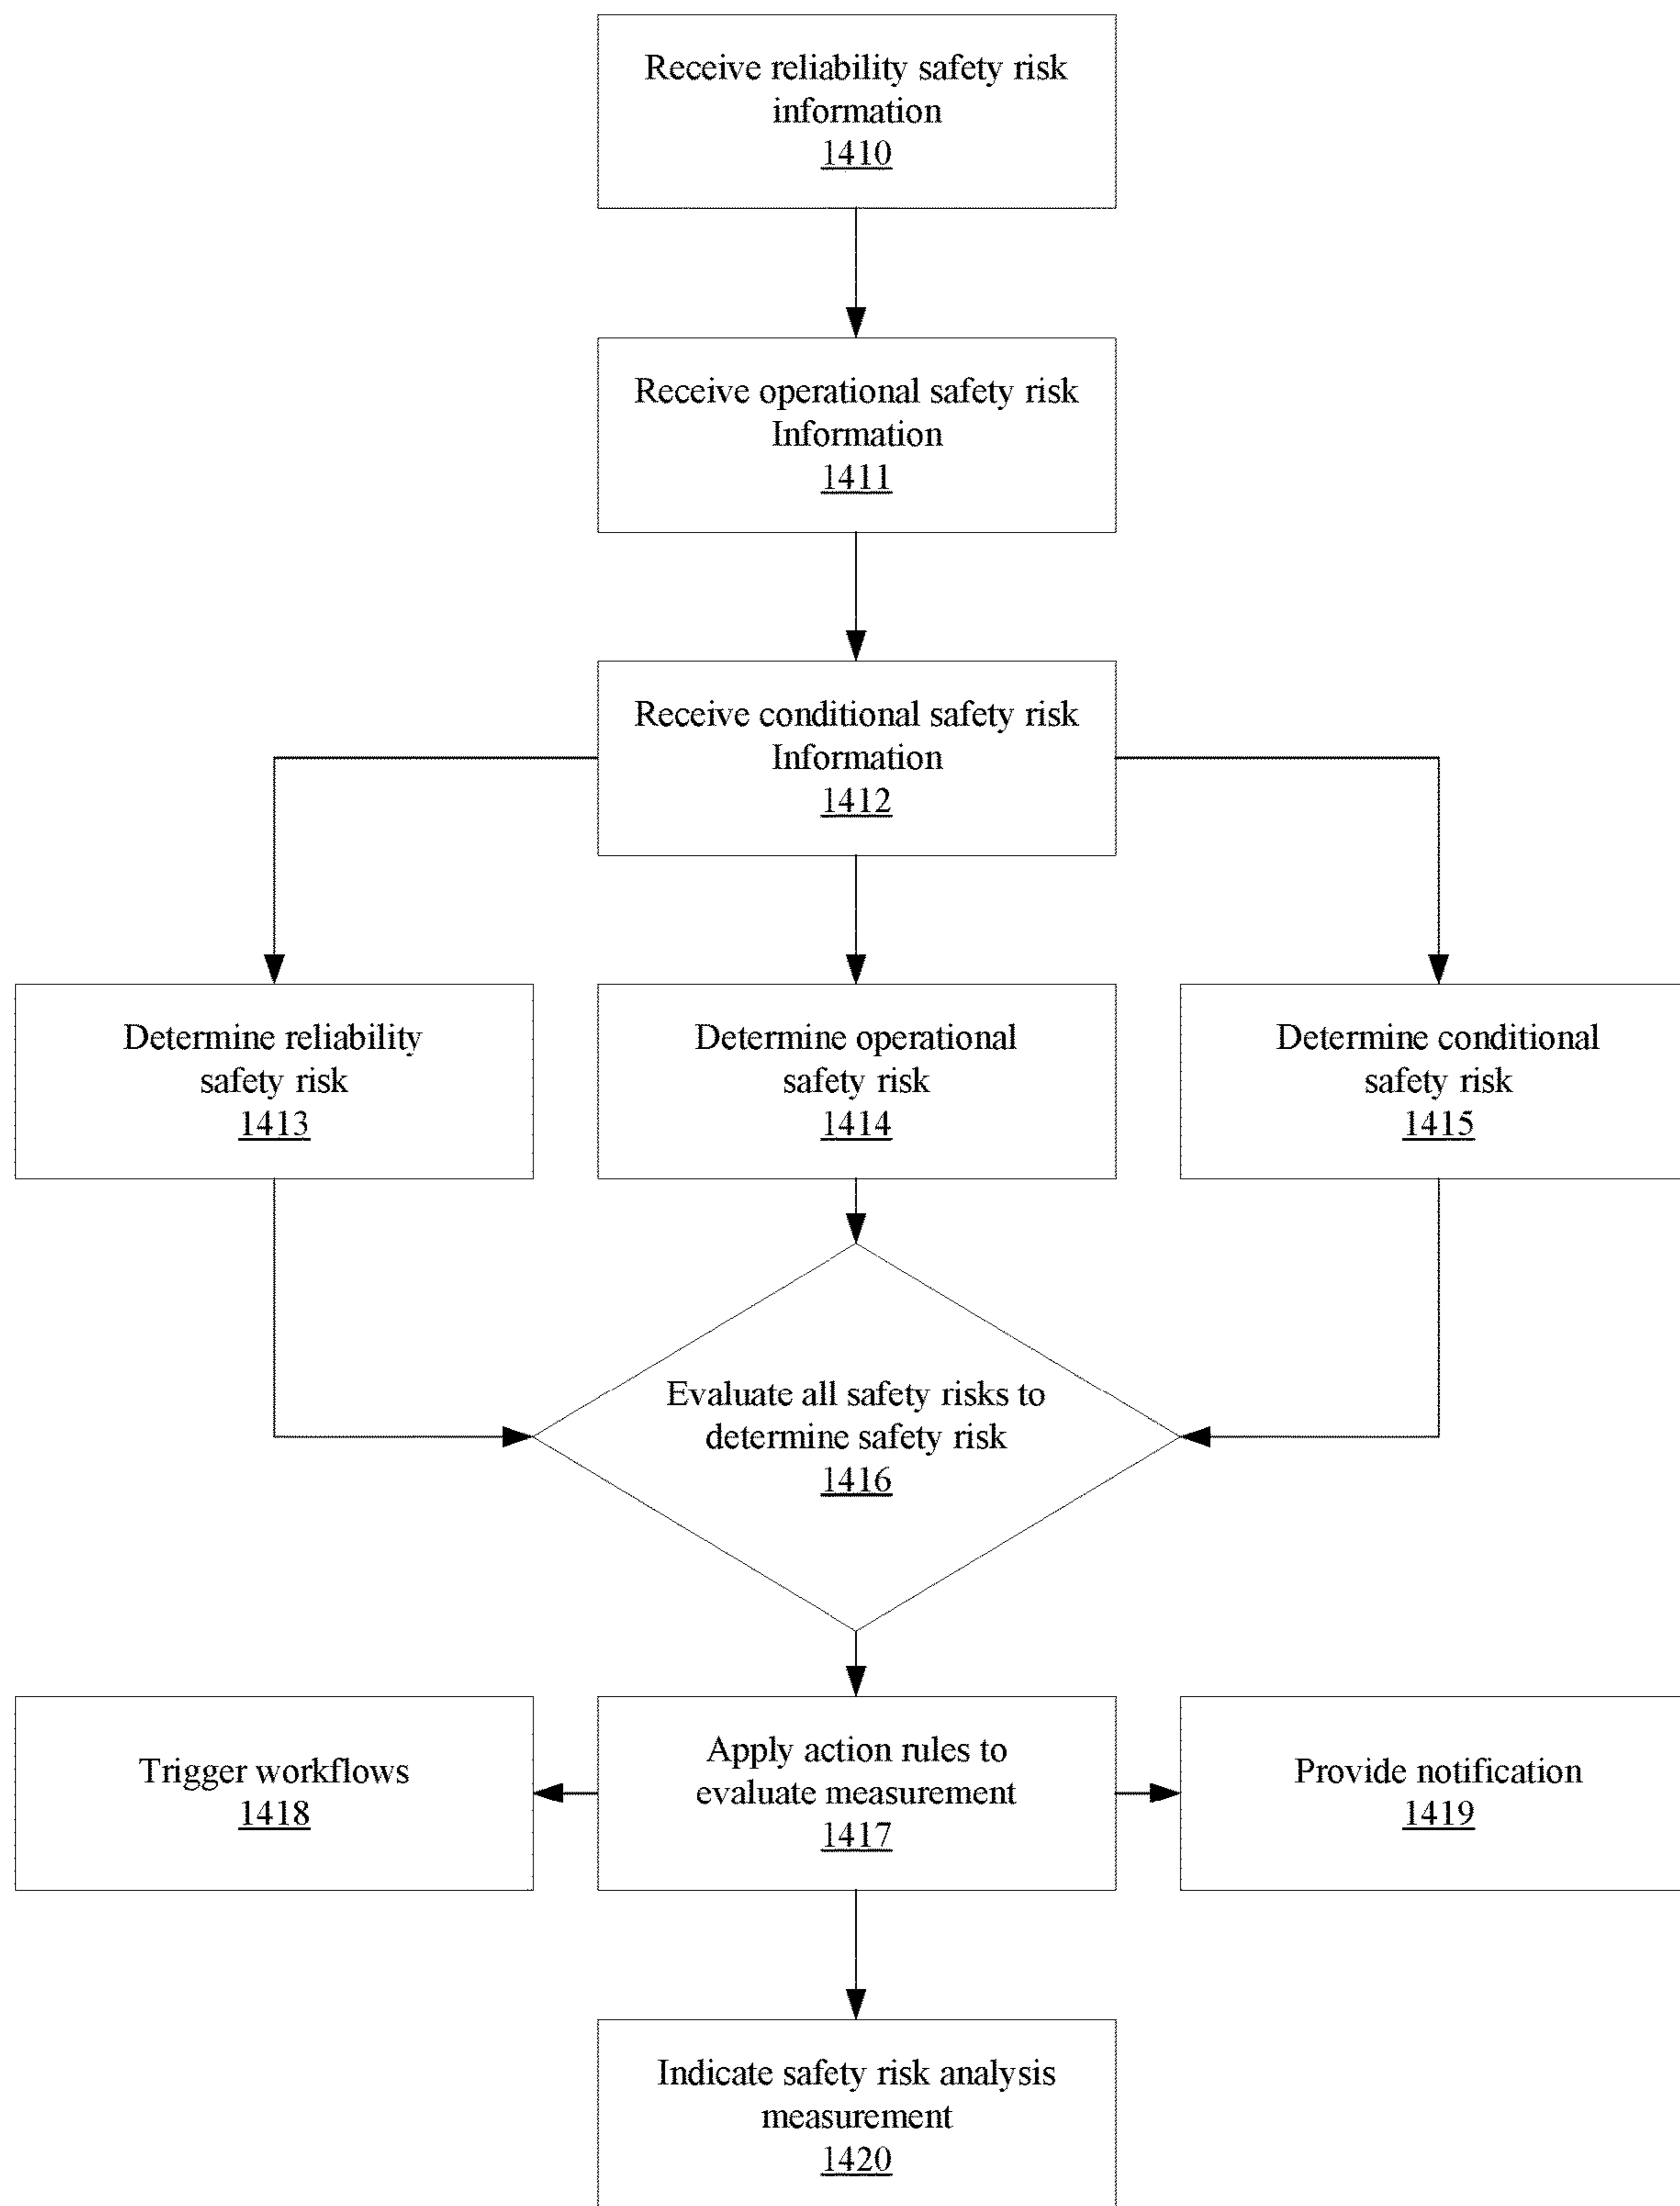 Receive reliability safety risk
information
1410
Receive operational safety risk
Information
1411
Receive conditional safety risk
Information
1412
Determine reliability
safety risk
1413
Determine operational
safety risk
1414
Determine conditional
safety risk
1415
Evaluate all safety risks to
determine safety risk
1416
Trigger workflows
1418
Apply action rules to
evaluate measurement
1417
Provide notification
1419
Indicate safety risk analysis
measurement
1420